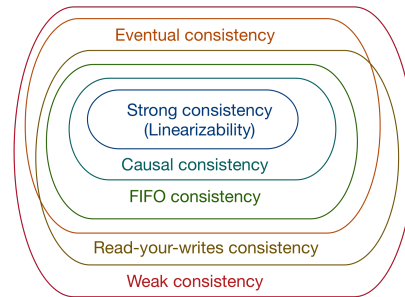 Eventual consistency
Strong consistency
(Linearizability)
Causal consistency
FIFO consistency
Read-your-writes consistency
Weak consistency